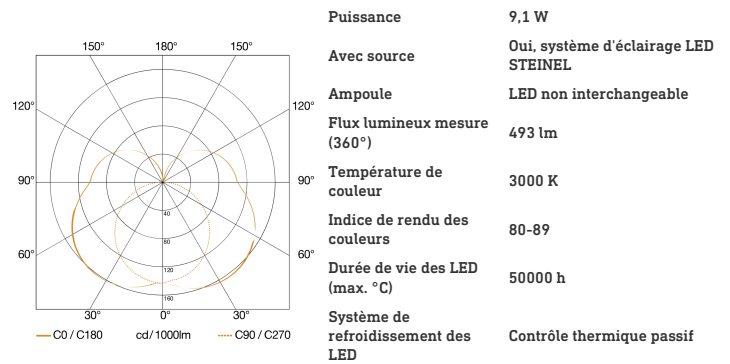 150°
180°
150°
120°
120°
90°
90°
60°
60°
40
80
120
160
30°
0°
30°
C0 / C180
cd/1000lm
C90 / C270
Puissance
9,1 W
Avec source
Oui, système d'éclairage LED
STEINEL
Ampoule
LED non interchangeable
Flux lumineux mesure
(360°)
493 lm
Température de
couleur
3000 K
Indice de rendu des
couleurs
80-89
Durée de vie des LED
(max. °C)
50000 h
Système de
refroidissement des
LED
Contrôle thermique passif